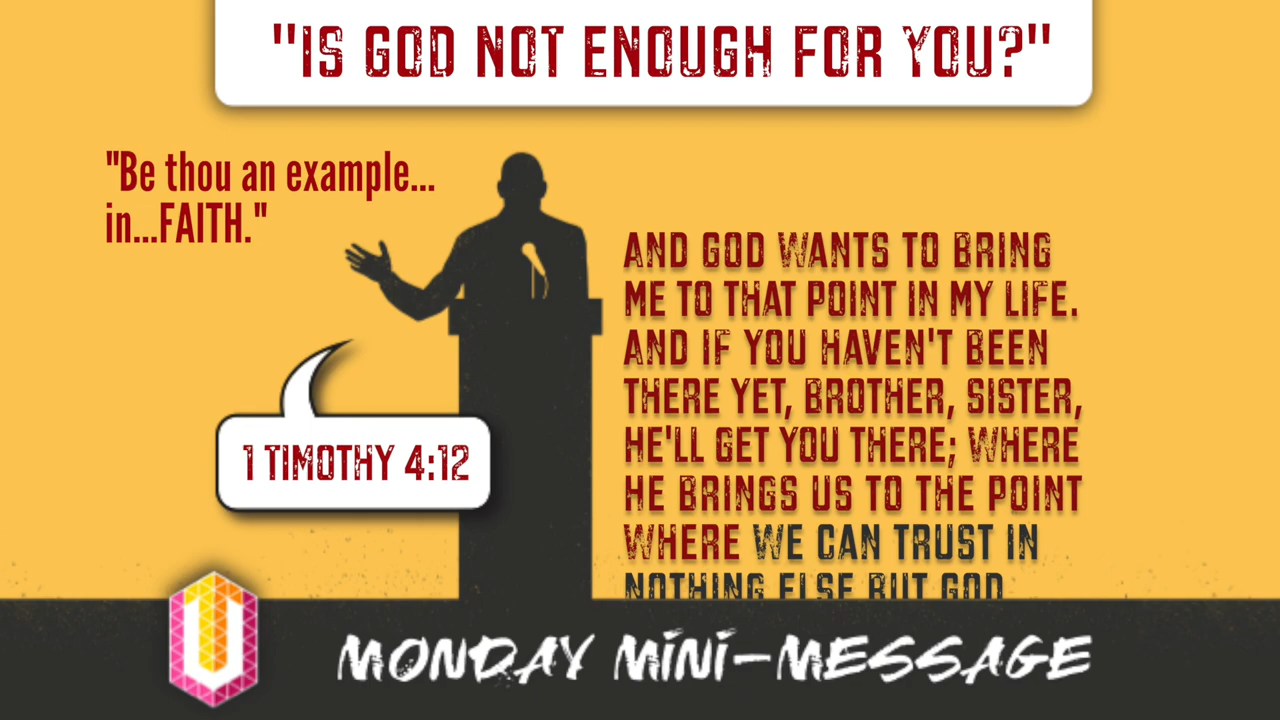 "IS GOD NOT ENOUGH FOR YOU?"
"Be thou an example...
in...FAITH."
1 TIMOTHY 4:12
AND GOD WANTS TO BRING
ME TO THAT POINT IN MY LIFE.
AND IF YOU HAVEN'T BEEN
THERE YET, BROTHER, SISTER,
HE'LL GET YOU THERE; WHERE
HE BRINGS US TO THE POINT
WHERE WE CAN TRUST IN
NOTHING ELSE BUT GOD
U
MONDAY MINI-MESSAGE